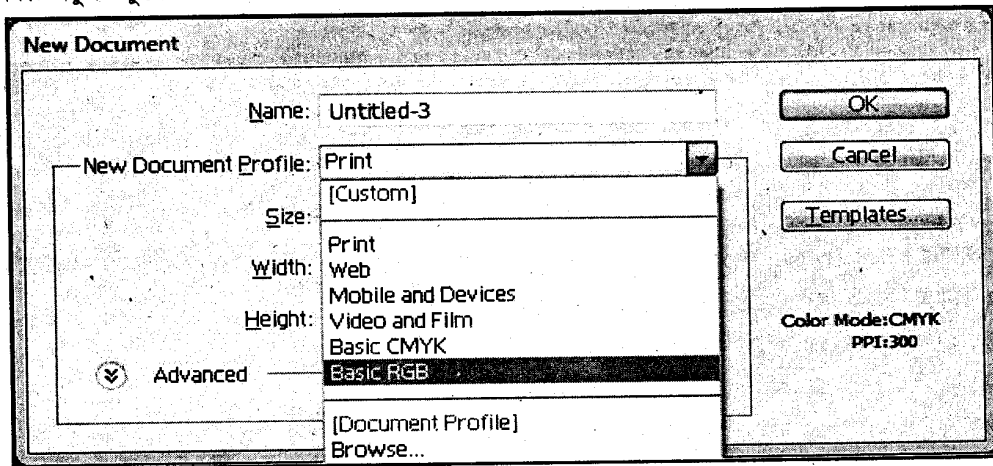 New Document
Name: Untitled-3
OK
New Document Profile: Print
Cancel
[Custom]
Size:
Templates...
Print
Width: Web
Mobile and Devices
Height: Video and Film
Color Mode:CMYK
Basic CMYK
PPI:300
Advanced
Basic RGB
[Document Profile]
Browse...